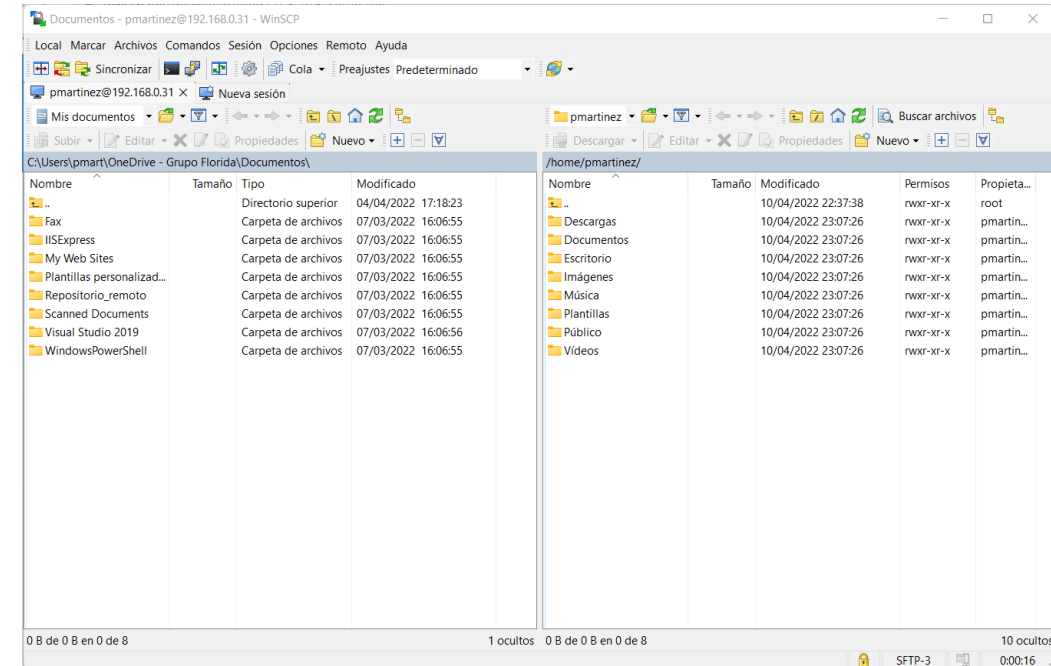 Documentos - pmartinez@192.168.0.31 - WinSCP
Local Marcar Archivos Comandos Sesión Opciones Remoto Ayuda
Sincronizar Cola Preajustes Predeterminado
pmartinez@192.168.0.31 × Nueva sesión
Mis documentos pmartinez Buscar archivos
Subir Editar Propiedades Nuevo Descargar Editar Propiedades Nuevo
C:\Users\pmart\OneDrive - Grupo Florida\Documentos\ /home/pmartinez/
Nombre Tamaño Tipo Modificado Nombre Tamaño Modificado Permisos Propieta...
.. Directorio superior 04/04/2022 17:18:23 .. 10/04/2022 22:37:38 rwxr-xr-x root
Fax Carpeta de archivos 07/03/2022 16:06:55 Descargas 10/04/2022 23:07:26 rwxr-xr-x pmartin...
IISExpress Carpeta de archivos 07/03/2022 16:06:55 Documentos 10/04/2022 23:07:26 rwxr-xr-x pmartin...
My Web Sites Carpeta de archivos 07/03/2022 16:06:55 Escritorio 10/04/2022 23:07:26 rwxr-xr-x pmartin...
Plantillas personalizad... Carpeta de archivos 07/03/2022 16:06:55 Imágenes 10/04/2022 23:07:26 rwxr-xr-x pmartin...
Repositorio_remoto Carpeta de archivos 07/03/2022 16:06:55 Música 10/04/2022 23:07:26 rwxr-xr-x pmartin...
Scanned Documents Carpeta de archivos 07/03/2022 16:06:55 Plantillas 10/04/2022 23:07:26 rwxr-xr-x pmartin...
Visual Studio 2019 Carpeta de archivos 07/03/2022 16:06:56 Público 10/04/2022 23:07:26 rwxr-xr-x pmartin...
WindowsPowerShell Carpeta de archivos 07/03/2022 16:06:55 Vídeos 10/04/2022 23:07:26 rwxr-xr-x pmartin...
0 B de 0 B en 0 de 8 1 ocultos 0 B de 0 B en 0 de 8 10 ocultos
SFTP-3 0:00:16